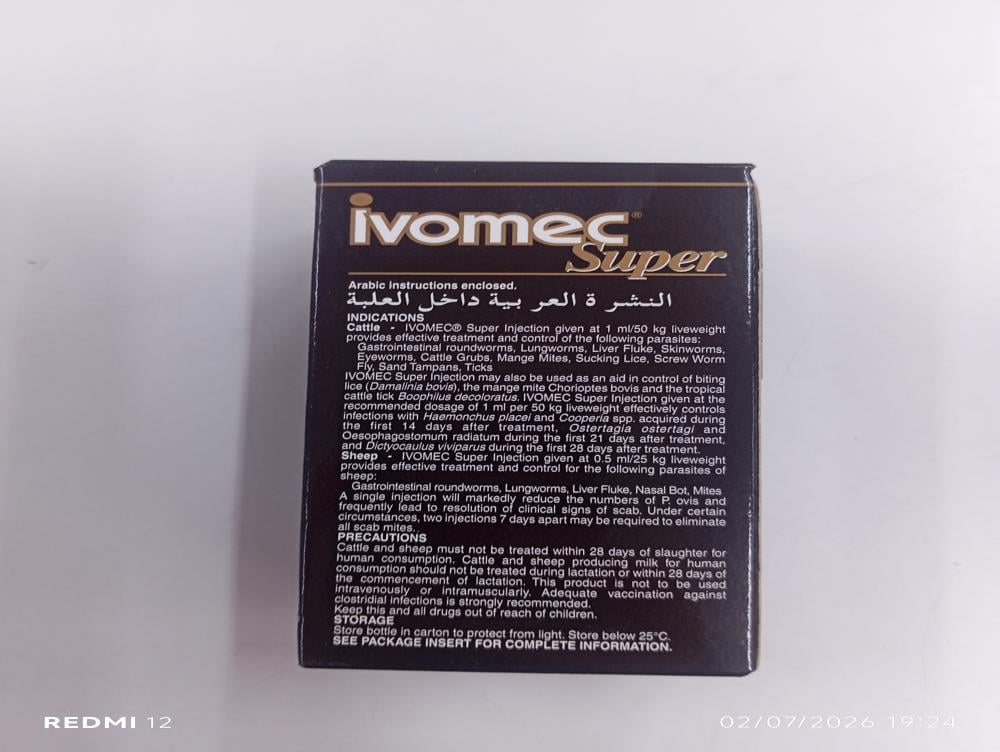 ivomec®
Super
Arabic instructions enclosed.
النشر ة العر بية داخل العلبة
INDICATIONS
Cattle - IVOMEC® Super Injection given at 1 ml/50 kg liveweight
provides effective treatment and control of the following parasites:
Gastrointestinal roundworms, Lungworms, Liver Fluke, Skinworms,
Eyeworms, Cattle Grubs, Mange Mites, Sucking Lice, Screw Worm
Fly, Sand Tampans, Ticks
IVOMEC Super Injection may also be used as an aid in control of biting
lice (Damalinia bovis), the mange mite Chorioptes bovis and the tropical
cattle tick Boophilus decoloratus. IVOMEC Super Injection given at the
recommended dosage of 1 ml per 50 kg liveweight effectively controls
infections with Haemonchus placei and Cooperia spp. acquired during
the first 14 days after treatment, Ostertagia ostertagi and
Oesophagostomum radiatum during the first 21 days after treatment,
and Dictyocaulus viviparus during the first 28 days after treatment.
Sheep - IVOMEC Super Injection given at 0.5 ml/25 kg liveweight
provides effective treatment and control for the following parasites of
sheep:
Gastrointestinal roundworms, Lungworms, Liver Fluke, Nasal Bot, Mites
A single injection will markedly reduce the numbers of P. ovis and
frequently lead to resolution of clinical signs of scab. Under certain
circumstances, two injections 7 days apart may be required to eliminate
all scab mites.
PRECAUTIONS
Cattle and sheep must not be treated within 28 days of slaughter for
human consumption. Cattle and sheep producing milk for human
consumption should not be treated during lactation or within 28 days of
the commencement of lactation. This product is not to be used
intravenously or intramuscularly. Adequate vaccination against
clostridial infections is strongly recommended.
Keep this and all drugs out of reach of children.
STORAGE
Store bottle in carton to protect from light. Store below 25°C.
SEE PACKAGE INSERT FOR COMPLETE INFORMATION.
REDMI 12
02/07/2026 19:24